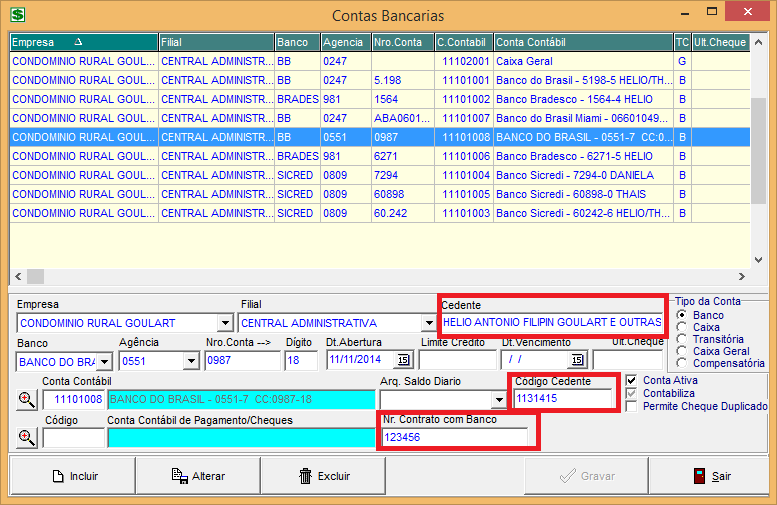 Contas Bancarias
Empresa Filial Banco Agencia Nro.Conta C.Contabil Conta Contábil TC Ult.Cheque
CONDOMINIO RURAL GOUL... CENTRAL ADMINISTR... BB 0247 11102001 Caixa Geral G
CONDOMINIO RURAL GOUL... CENTRAL ADMINISTR... BB 0247 5.198 11101001 Banco do Brasil - 5198-5 HELIO/TH... B
CONDOMINIO RURAL GOUL... CENTRAL ADMINISTR... BRADES 981 1564 11101002 Banco Bradesco - 1564-4 HELIO B
CONDOMINIO RURAL GOUL... CENTRAL ADMINISTR... BB 0247 ABA0601... 11101007 Banco do Brasil Miami - 06601049... B
CONDOMINIO RURAL GOUL... CENTRAL ADMINISTR... BB 0551 0987 11101008 BANCO DO BRASIL - 0551-7 CC:0... B
CONDOMINIO RURAL GOUL... CENTRAL ADMINISTR... BRADES 981 6271 11101006 Banco Bradesco - 6271-5 HELIO B
CONDOMINIO RURAL GOUL... CENTRAL ADMINISTR... SICRED 0809 7294 11101004 Banco Sicredi - 7294-0 DANIELA B
CONDOMINIO RURAL GOUL... CENTRAL ADMINISTR... SICRED 0809 60898 11101005 Banco Sicredi - 60898-0 THAIS B
CONDOMINIO RURAL GOUL... CENTRAL ADMINISTR... SICRED 0809 60.242 11101003 Banco Sicredi - 60242-6 HELIO/TH... B
Empresa Filial Cedente Tipo da Conta
CONDOMINIO RURAL GOULART CENTRAL ADMINISTRATIVA HELIO ANTONIO FILIPIN GOULART E OUTRAS
Banco
Caixa
Transitória
Caixa Geral
Compensatória
Banco Agência Nro.Conta --> Dígito Dt.Abertura Limite Crédito Dt.Vencimento Ult.Cheque
BANCO DO BRA 0551 0987 18 11/11/2014 15 / / 15
Conta Contábil Arq. Saldo Diario Código Cedente Conta Ativa
11101008 BANCO DO BRASIL - 0551-7 CC:0987-18 1131415 Contabiliza
Permite Cheque Duplicado
Código Conta Contábil de Pagamento/Cheques Nr. Contrato com Banco
123456
Incluir Alterar Excluir Gravar Sair